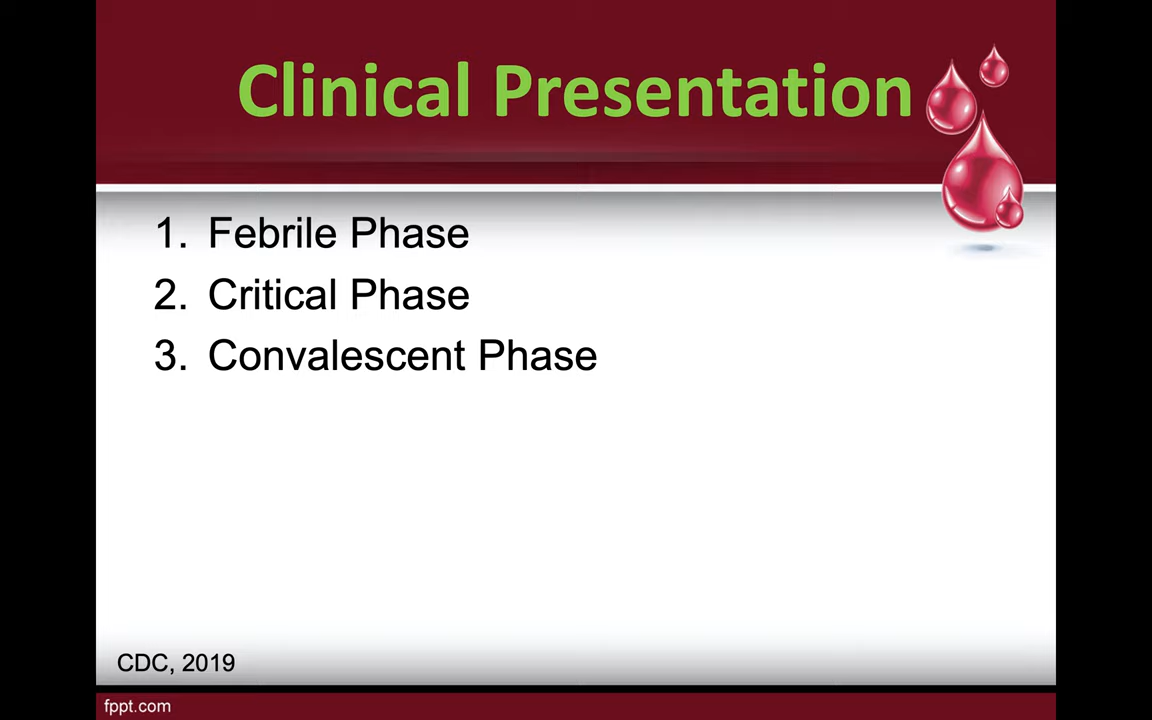 Clinical Presentation
1. Febrile Phase
2. Critical Phase
3. Convalescent Phase
CDC, 2019
fppt.com